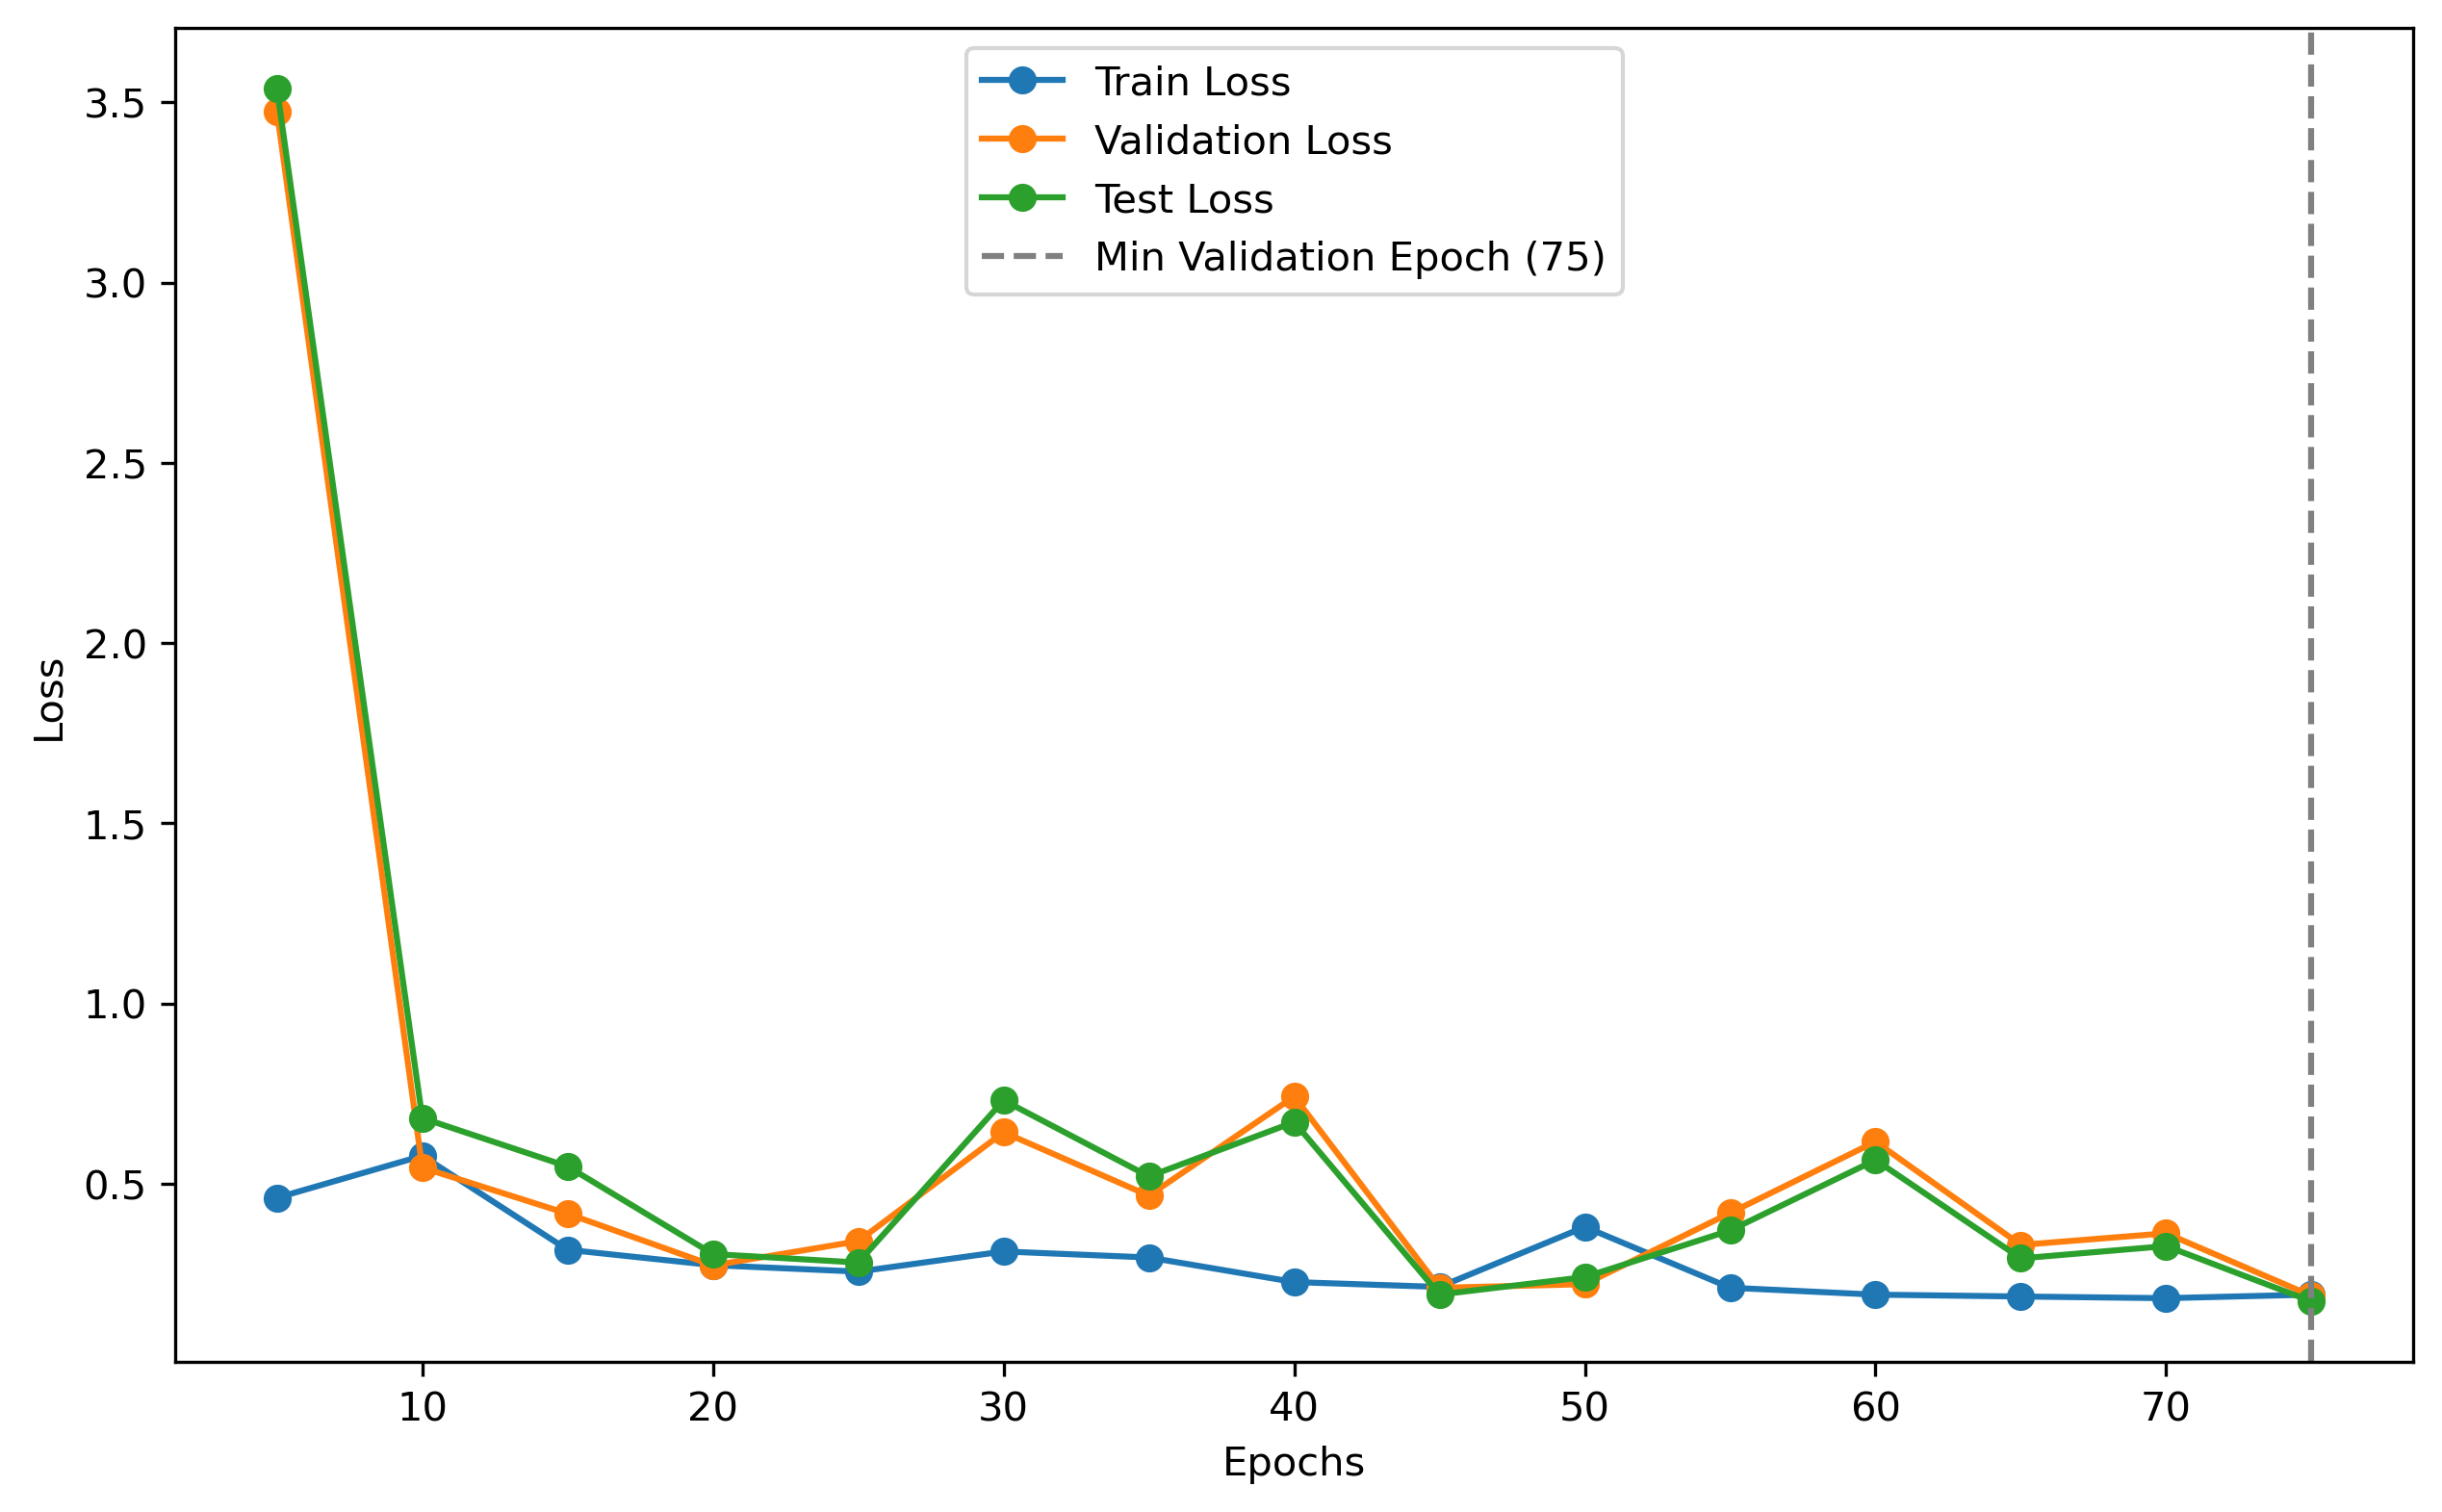 Train Loss
Validation Loss
Test Loss
Min Validation Epoch (75)
3.5
3.0
2.5
2.0
1.5
1.0
0.5
Loss
10 20 30 40 50 60 70
Epochs